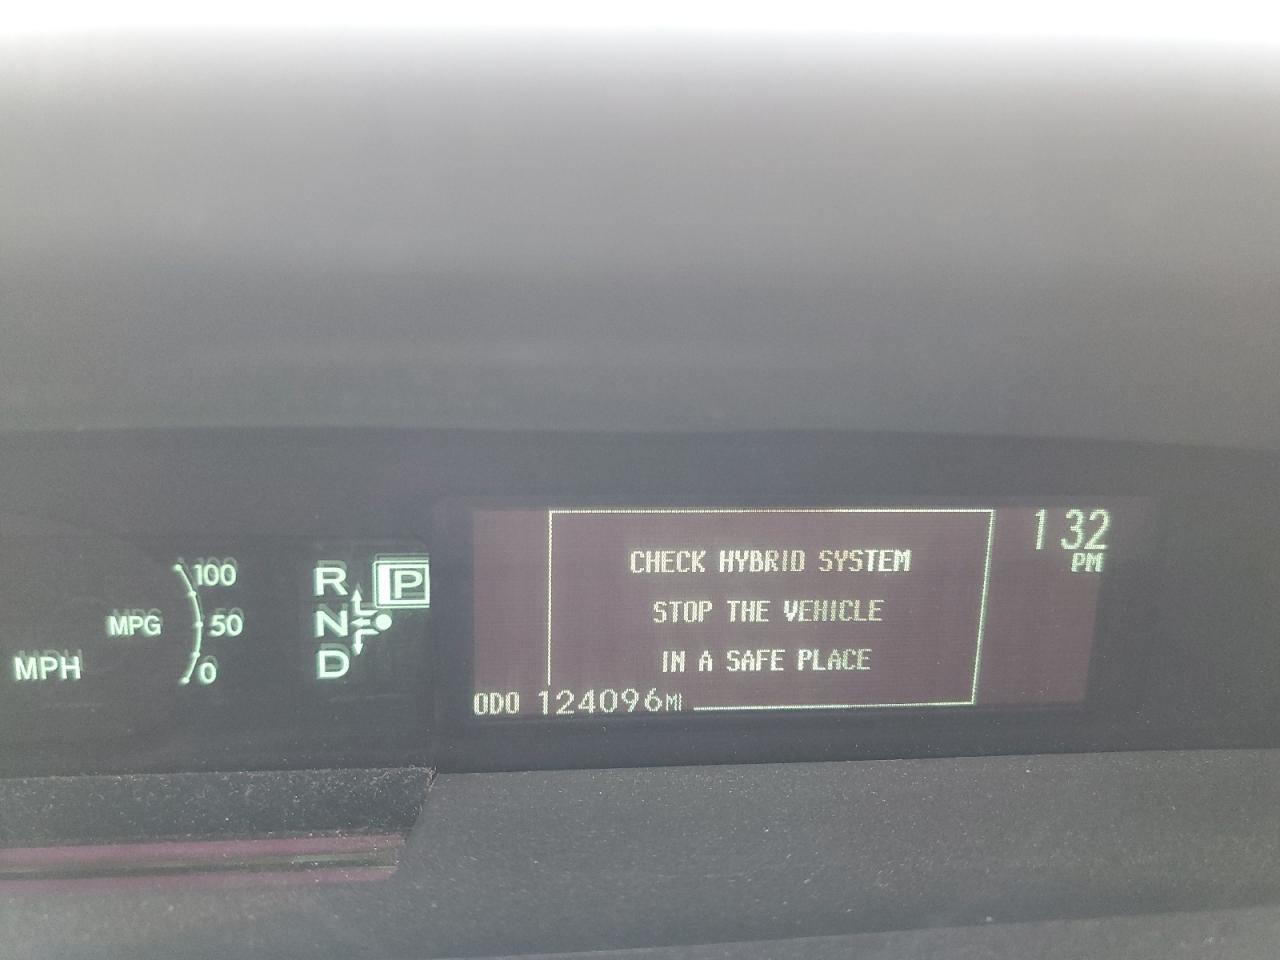 100
MPG
50
MPH
0
R
P
N
D
CHECK HYBRID SYSTEM
STOP THE VEHICLE
IN A SAFE PLACE
ODO 124096MI
1 32
PM